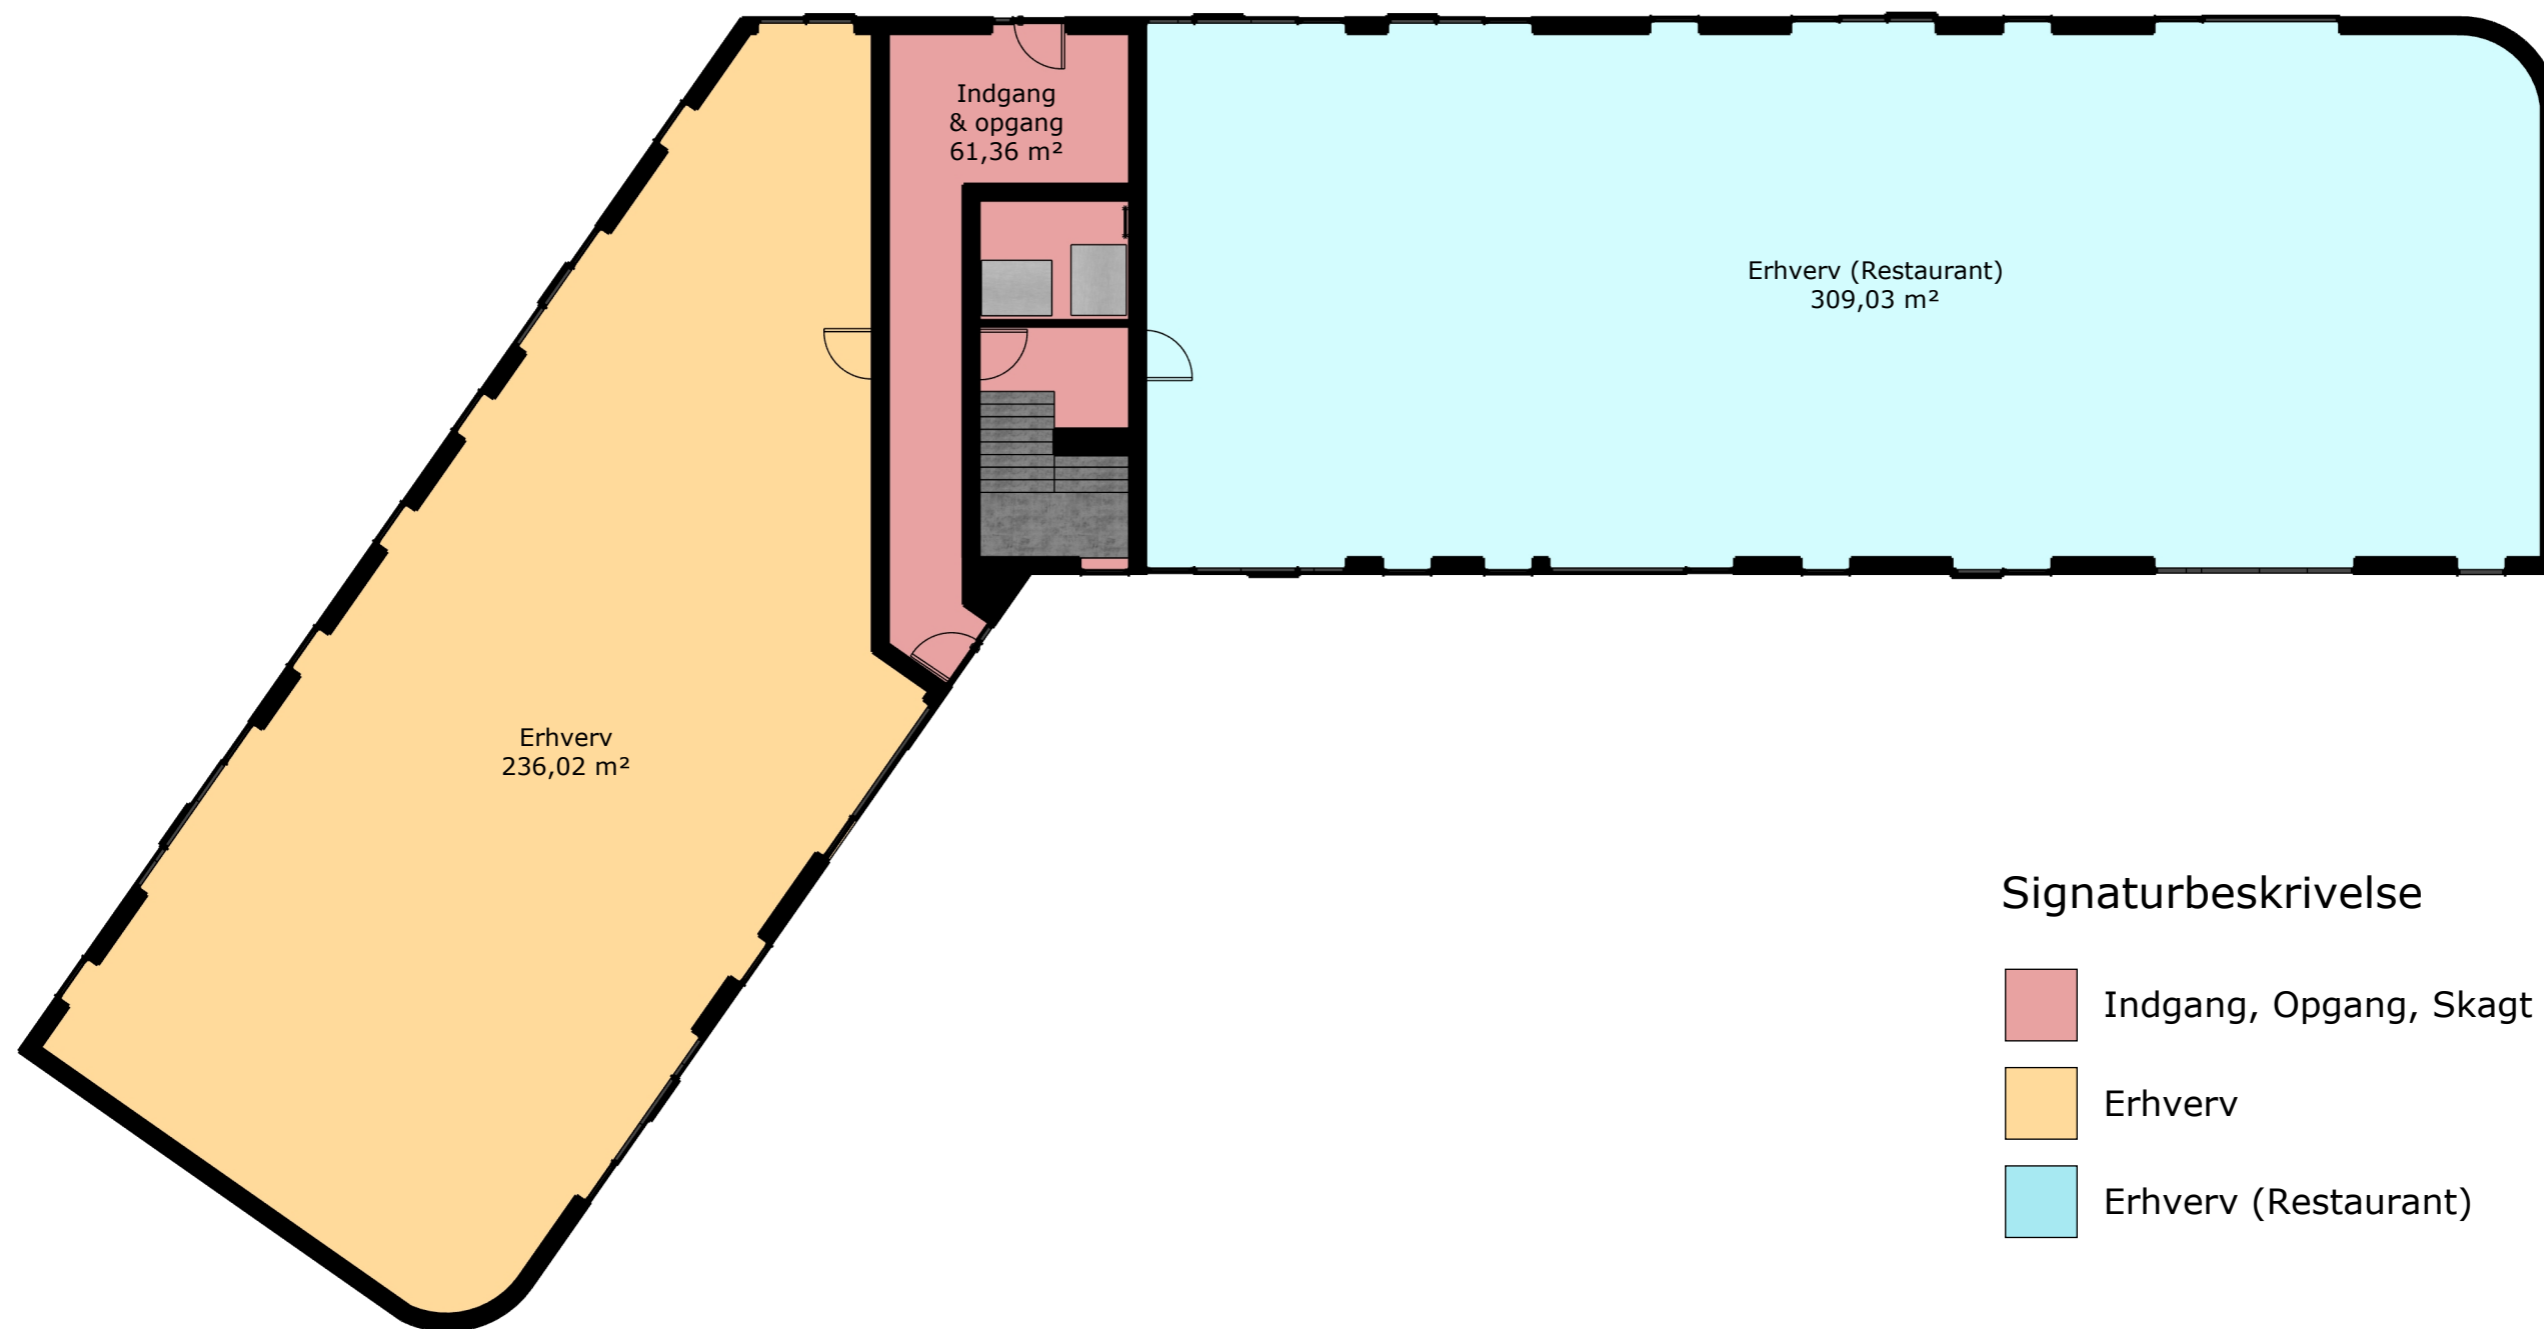 Indgang
& opgang
61,36 m²
Erhverv (Restaurant)
309,03 m²
Erhverv
236,02 m²
Signaturbeskrivelse
Indgang, Opgang, Skagt
Erhverv
Erhverv (Restaurant)